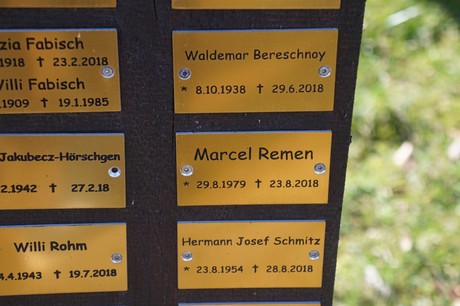 zia Fabisch
1918 † 23.2.2018
Willi Fabisch
1909 † 19.1.1985
Jakubecz-Hörschgen
2.1942 † 27.2.18
Willi Rohm
4.4.1943 † 19.7.2018
Waldemar Bereschnoy
* 8.10.1938 † 29.6.2018
Marcel Remen
* 29.8.1979 † 23.8.2018
Hermann Josef Schmitz
* 23.8.1954 † 28.8.2018